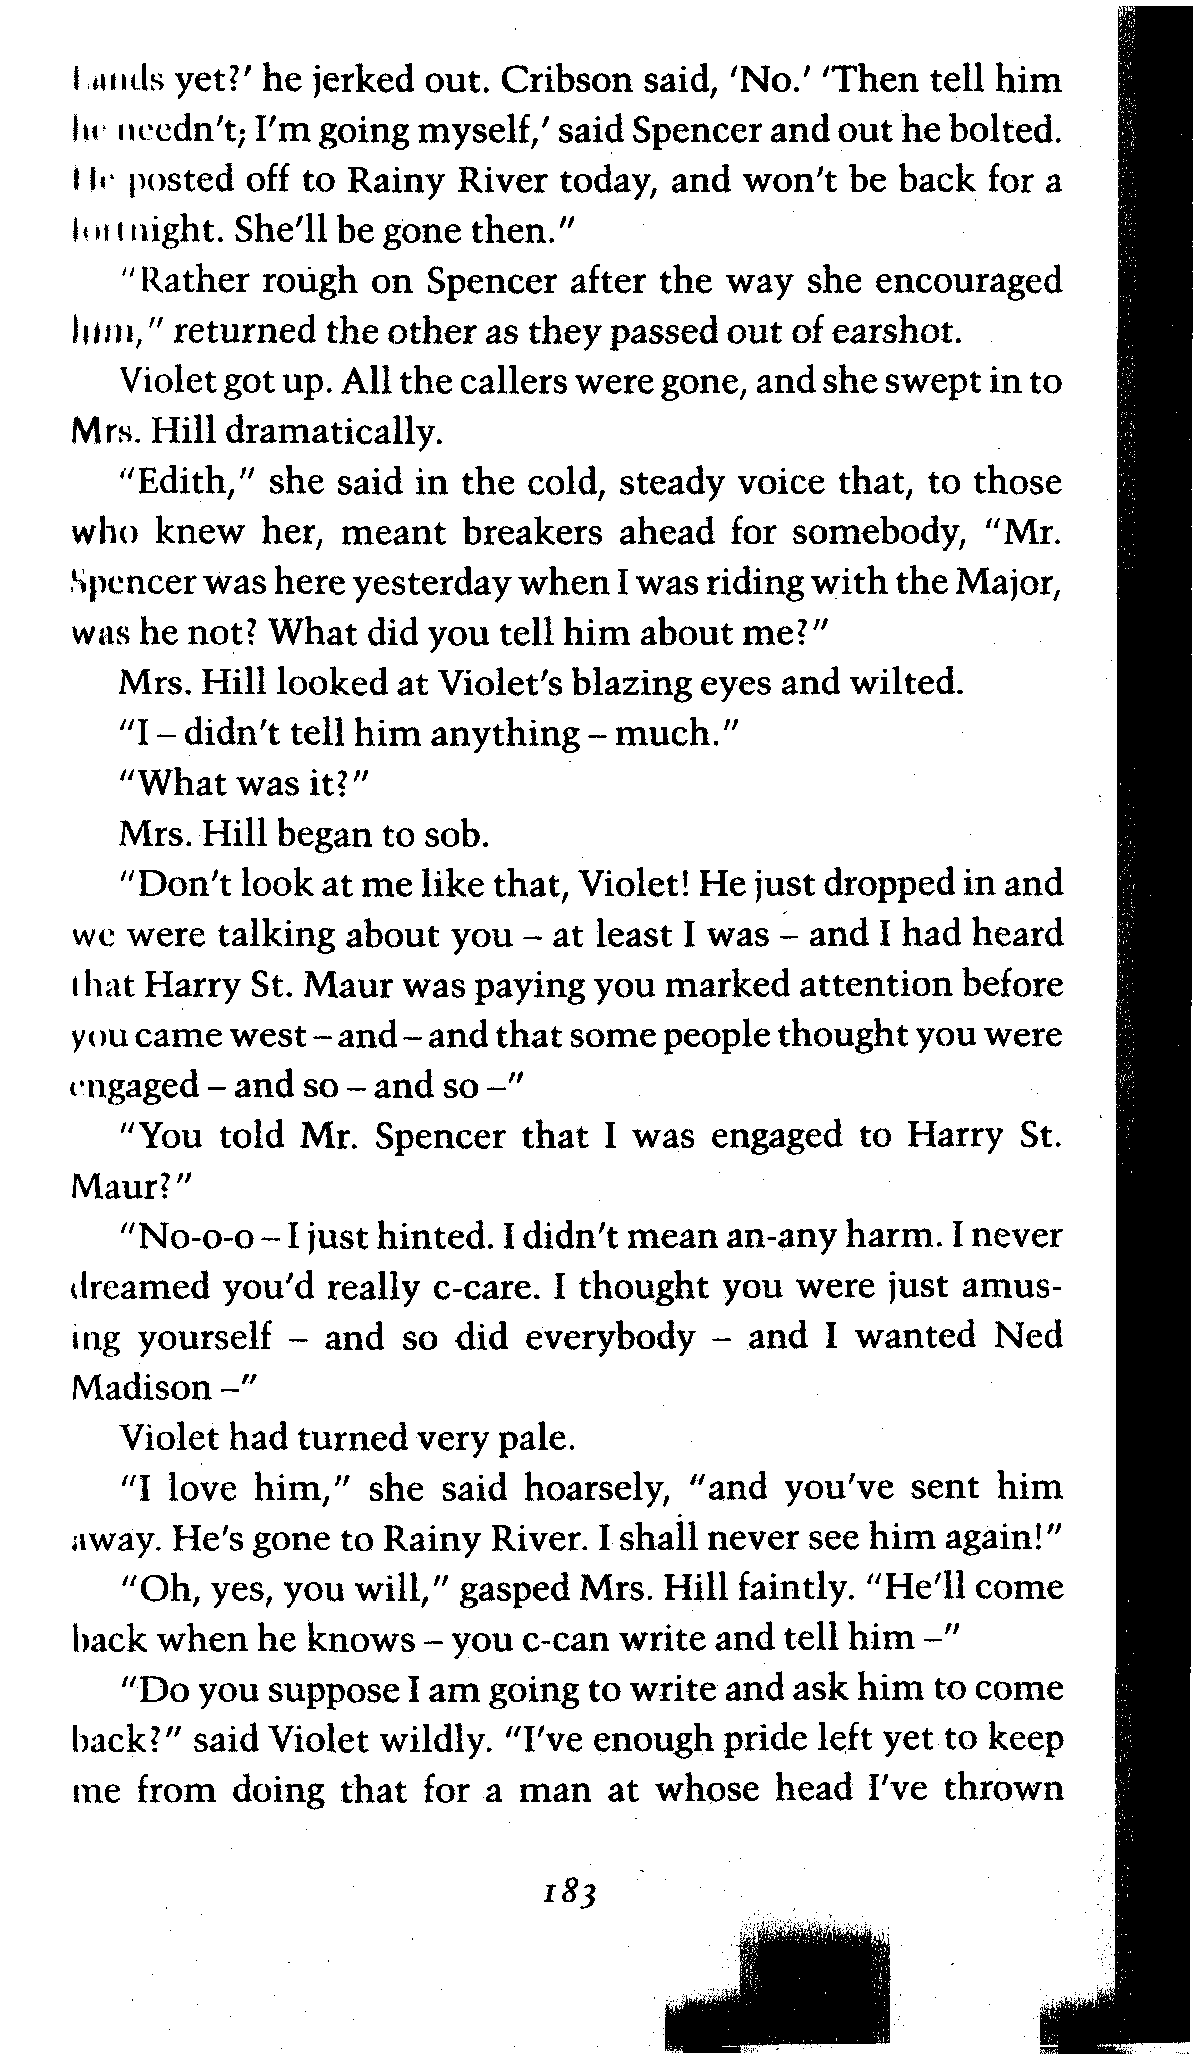 Lands yet?' he jerked out. Cribson said, 'No.' 'Then tell him
he needn't; I'm going myself,' said Spencer and out he bolted.
He posted off to Rainy River today, and won't be back for a
fortnight. She'll be gone then."
"Rather rough on Spencer after the way she encouraged
him," returned the other as they passed out of earshot.
Violet got up. All the callers were gone, and she swept in to
Mrs. Hill dramatically.
"Edith," she said in the cold, steady voice that, to those
who knew her, meant breakers ahead for somebody, "Mr.
Spencer was here yesterday when I was riding with the Major,
was he not? What did you tell him about me?"
Mrs. Hill looked at Violet's blazing eyes and wilted.
"I – didn't tell him anything – much."
"What was it?"
Mrs. Hill began to sob.
"Don't look at me like that, Violet! He just dropped in and
we were talking about you – at least I was – and I had heard
that Harry St. Maur was paying you marked attention before
you came west – and – and that some people thought you were
engaged – and so – and so –"
"You told Mr. Spencer that I was engaged to Harry St.
Maur?"
"No-o-o – I just hinted. I didn't mean an-any harm. I never
dreamed you'd really c-care. I thought you were just amus-
ing yourself – and so did everybody – and I wanted Ned
Madison –"
Violet had turned very pale.
"I love him," she said hoarsely, "and you've sent him
away. He's gone to Rainy River. I shall never see him again!"
"Oh, yes, you will," gasped Mrs. Hill faintly. "He'll come
back when he knows – you c-can write and tell him –"
"Do you suppose I am going to write and ask him to come
back?" said Violet wildly. "I've enough pride left yet to keep
me from doing that for a man at whose head I've thrown
183